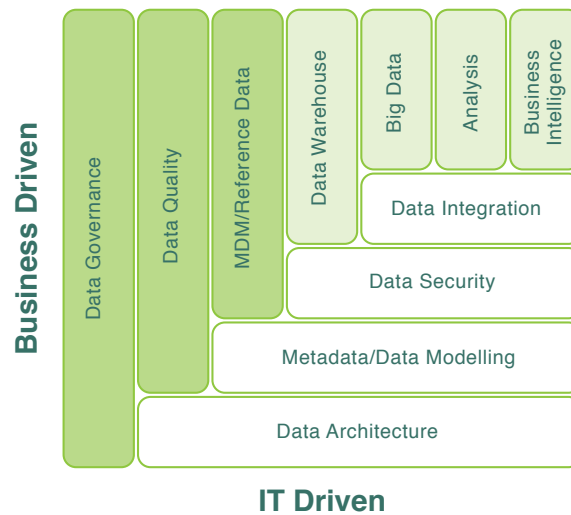 Business Driven
Data Governance
Data Quality
MDM/Reference Data
Data Warehouse
Big Data
Analysis
Business
Intelligence
Data Integration
Data Security
Metadata/Data Modelling
Data Architecture
IT Driven